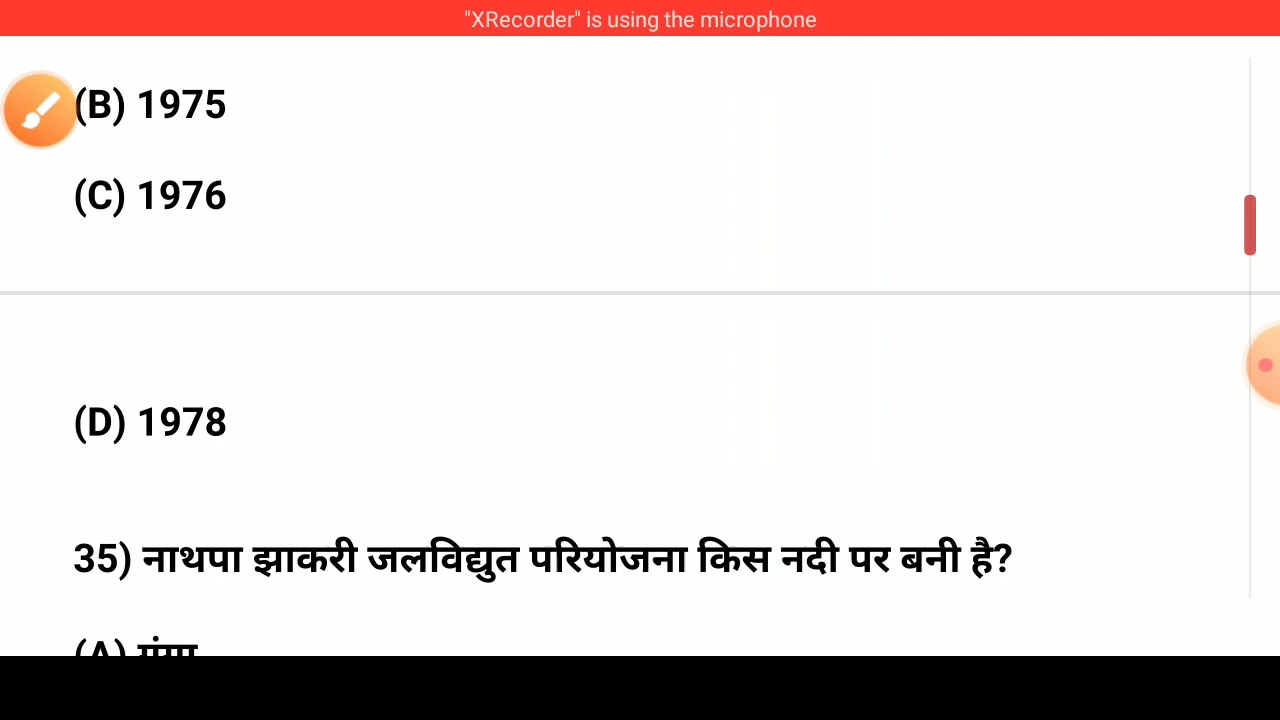 "XRecorder" is using the microphone
(B) 1975
(C) 1976
(D) 1978
35) नाथपा झाकरी जलविद्युत परियोजना किस नदी पर बनी है?
(A) गंगा